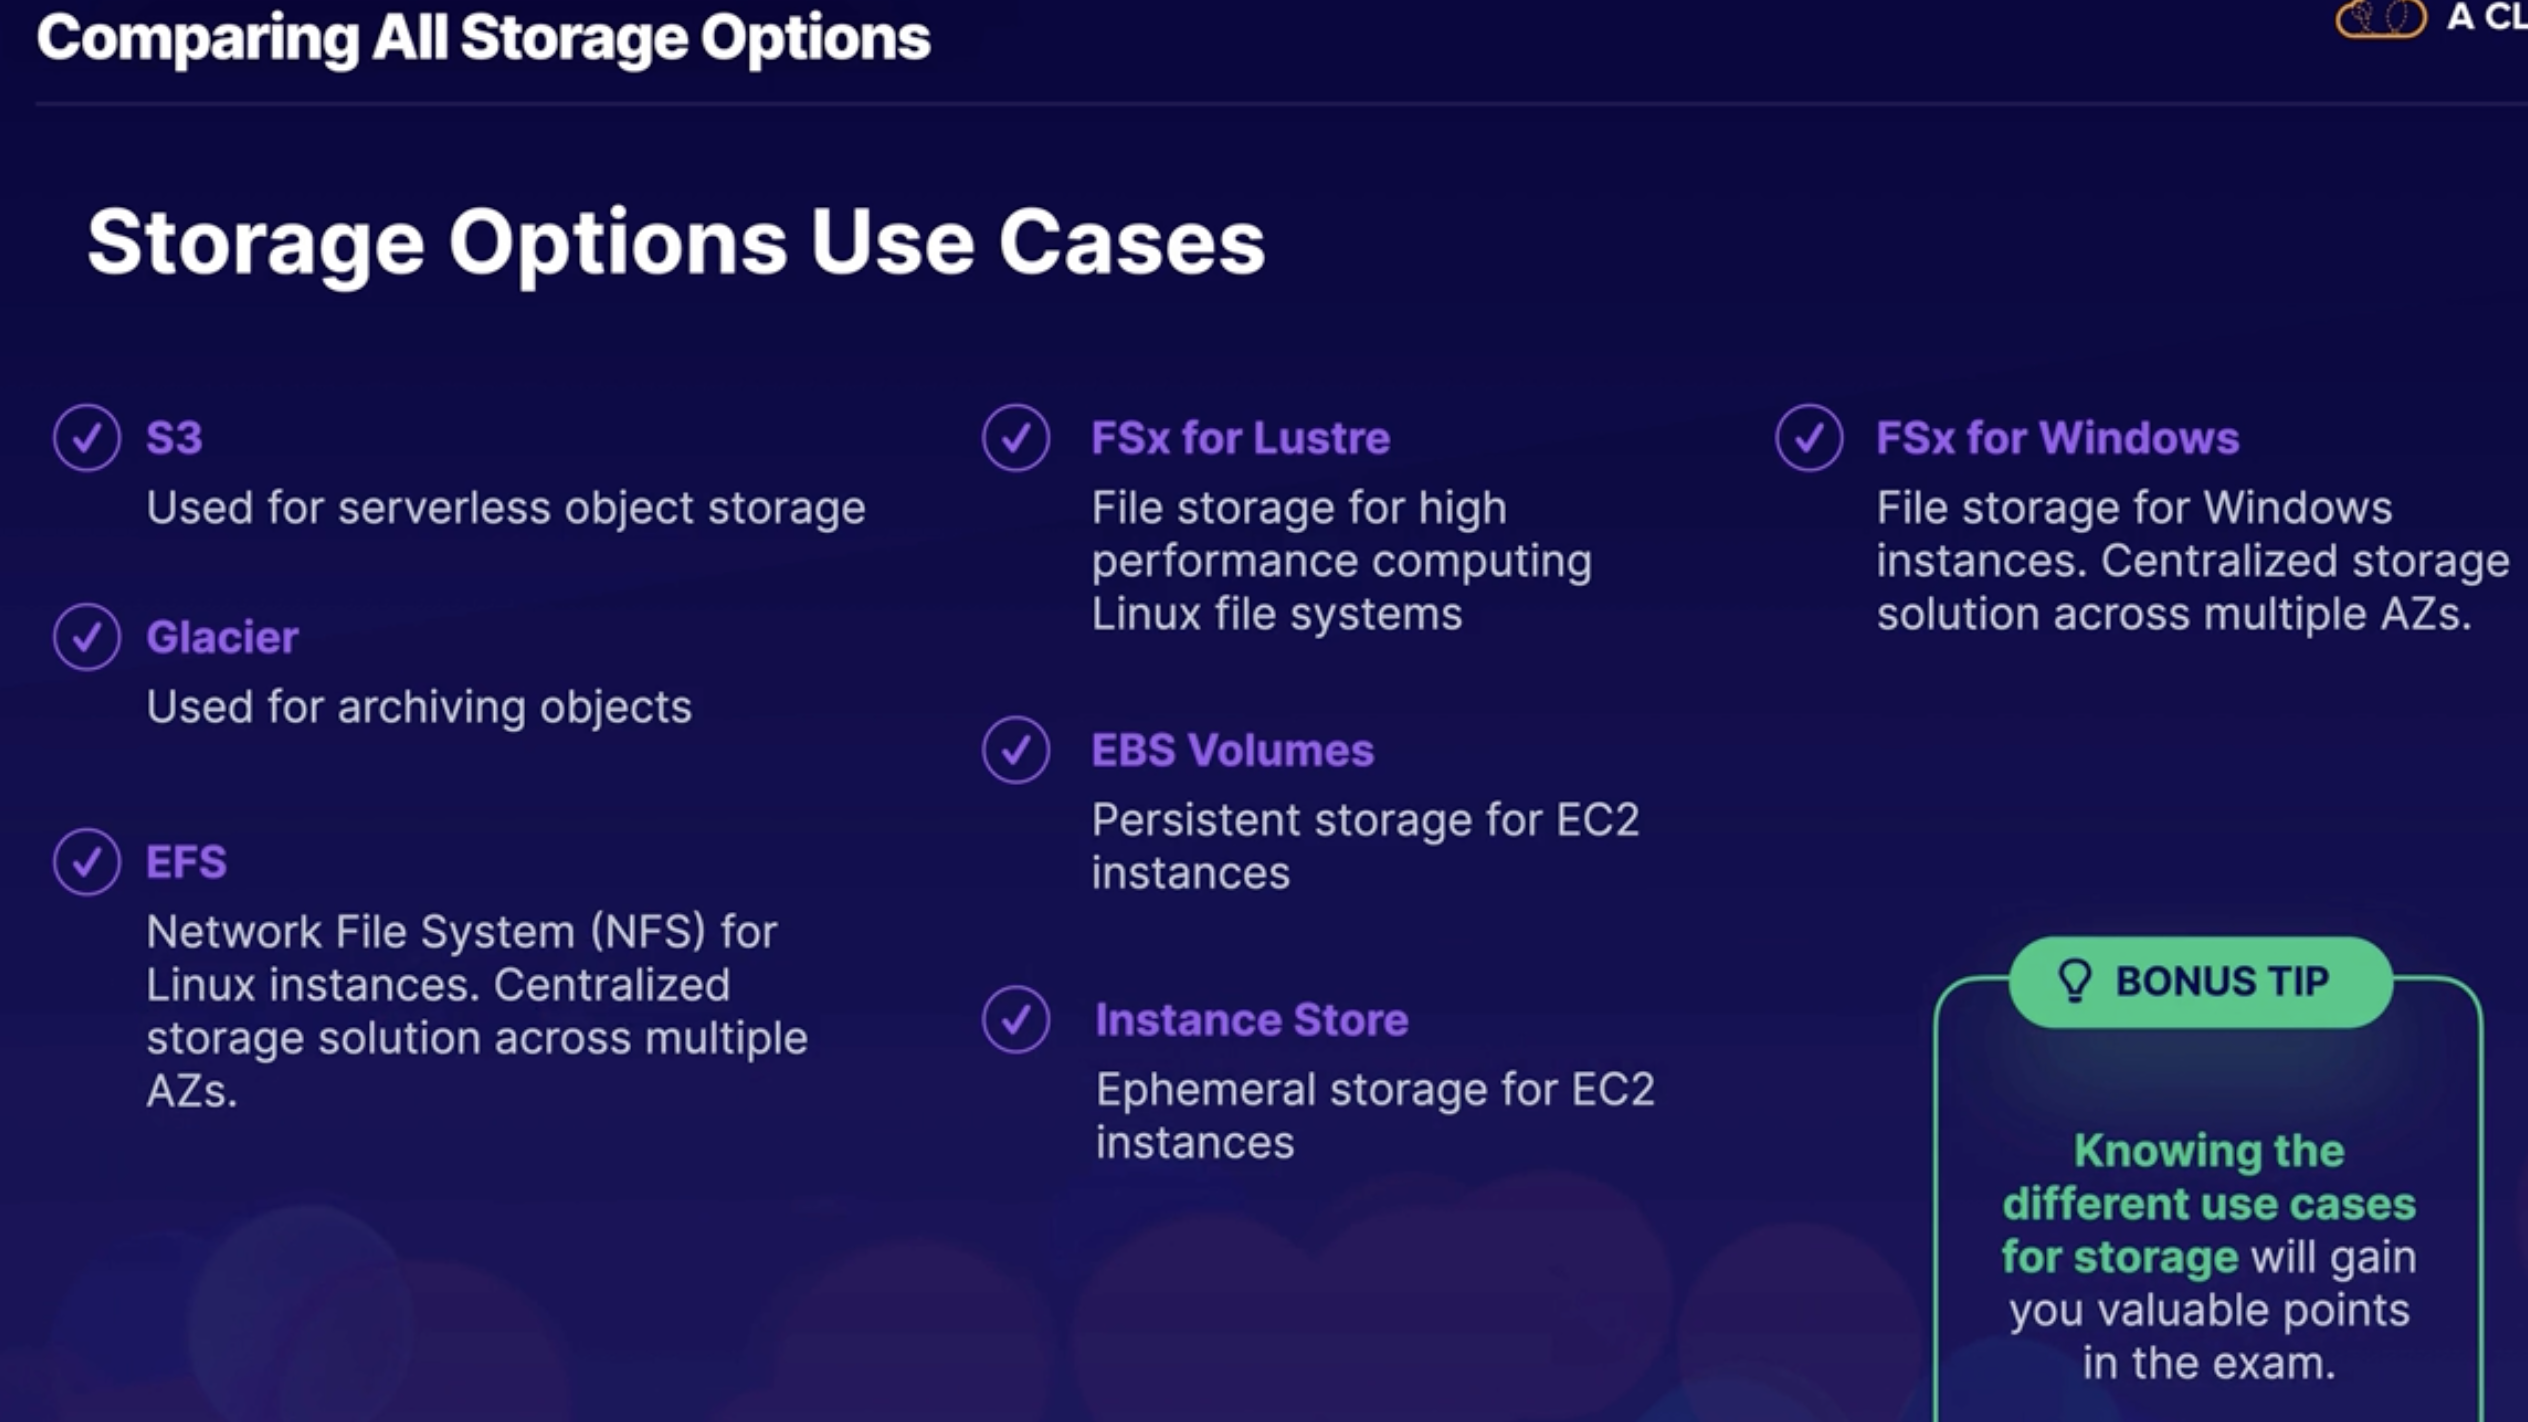 Comparing All Storage Options
A CL
Storage Options Use Cases
S3
Used for serverless object storage
Glacier
Used for archiving objects
EFS
Network File System (NFS) for
Linux instances. Centralized
storage solution across multiple
AZs.
FSx for Lustre
File storage for high
performance computing
Linux file systems
EBS Volumes
Persistent storage for EC2
instances
Instance Store
Ephemeral storage for EC2
instances
FSx for Windows
File storage for Windows
instances. Centralized storage
solution across multiple AZs.
BONUS TIP
Knowing the
different use cases
for storage will gain
you valuable points
in the exam.